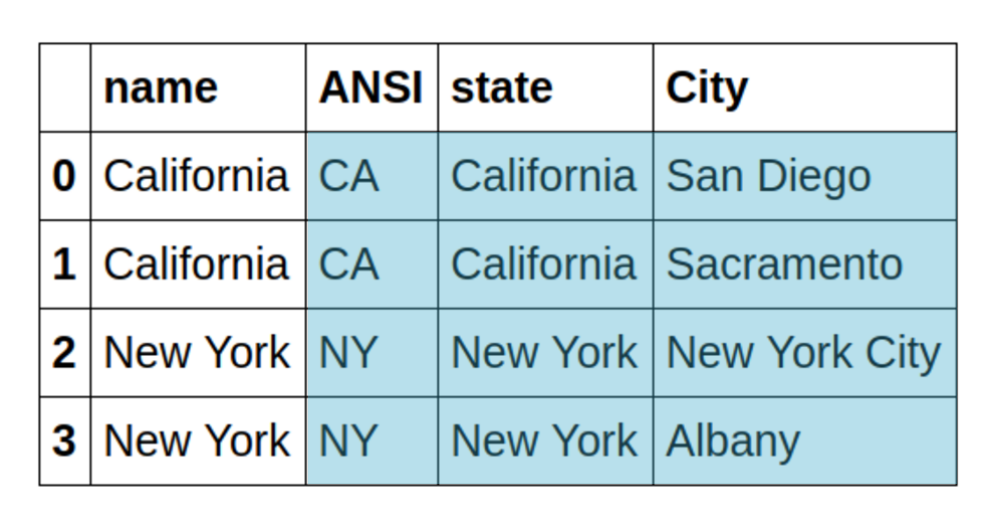 name ANSI state City
0 California CA California San Diego
1 California CA California Sacramento
2 New York NY New York New York City
3 New York NY New York Albany